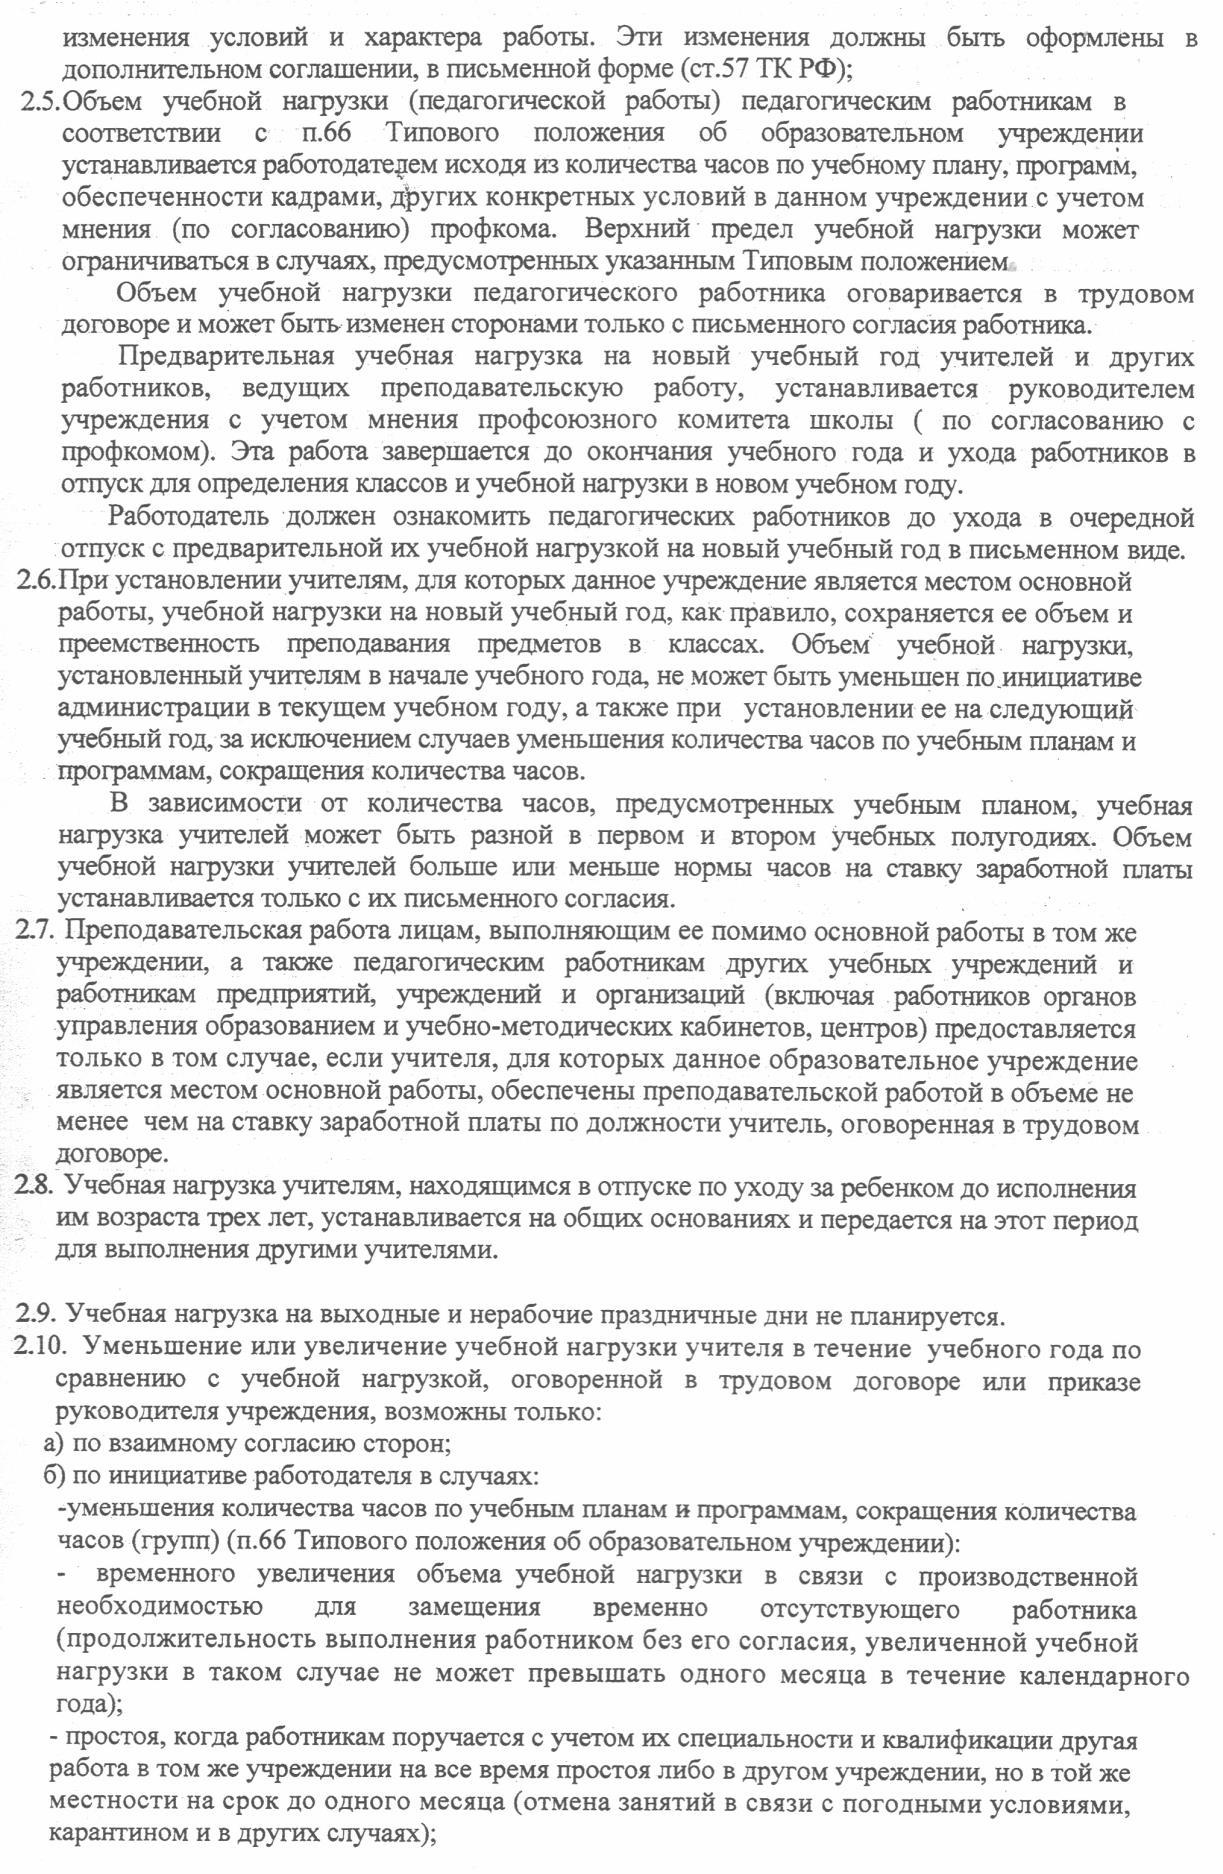 изменения условий и характера работы. Эти изменения должны быть оформлены в
дополнительном соглашении, в письменной форме (ст.57 ТК РФ);
2.5.Объем учебной нагрузки (педагогической работы) педагогическим работникам в
соответствии с п.66 Типового положения об образовательном учреждении
устанавливается работодателем исходя из количества часов по учебному плану, программ,
обеспеченности кадрами, других конкретных условий в данном учреждении с учетом
мнения (по согласованию) профкома. Верхний предел учебной нагрузки может
ограничиваться в случаях, предусмотренных указанным Типовым положением.
Объем учебной нагрузки педагогического работника оговаривается в трудовом
договоре и может быть изменен сторонами только с письменного согласия работника.
Предварительная учебная нагрузка на новый учебный год учителей и других
работников, ведущих преподавательскую работу, устанавливается руководителем
учреждения с учетом мнения профсоюзного комитета школы ( по согласованию с
профкомом). Эта работа завершается до окончания учебного года и ухода работников в
отпуск для определения классов и учебной нагрузки в новом учебном году.
Работодатель должен ознакомить педагогических работников до ухода в очередной
отпуск с предварительной их учебной нагрузкой на новый учебный год в письменном виде.
2.6.При установлении учителям, для которых данное учреждение является местом основной
работы, учебной нагрузки на новый учебный год, как правило, сохраняется ее объем и
преемственность преподавания предметов в классах. Объем учебной нагрузки,
установленный учителям в начале учебного года, не может быть уменьшен по инициативе
администрации в текущем учебном году, а также при установлении ее на следующий
учебный год, за исключением случаев уменьшения количества часов по учебным планам и
программам, сокращения количества часов.
В зависимости от количества часов, предусмотренных учебным планом, учебная
нагрузка учителей может быть разной в первом и втором учебных полугодиях. Объем
учебной нагрузки учителей больше или меньше нормы часов на ставку заработной платы
устанавливается только с их письменного согласия.
2.7. Преподавательская работа лицам, выполняющим ее помимо основной работы в том же
учреждении, а также педагогическим работникам других учебных учреждений и
работникам предприятий, учреждений и организаций (включая работников органов
управления образованием и учебно-методических кабинетов, центров) предоставляется
только в том случае, если учителя, для которых данное образовательное учреждение
является местом основной работы, обеспечены преподавательской работой в объеме не
менее чем на ставку заработной платы по должности учитель, оговоренная в трудовом
договоре.
2.8. Учебная нагрузка учителям, находящимся в отпуске по уходу за ребенком до исполнения
им возраста трех лет, устанавливается на общих основаниях и передается на этот период
для выполнения другими учителями.
2.9. Учебная нагрузка на выходные и нерабочие праздничные дни не планируется.
2.10. Уменьшение или увеличение учебной нагрузки учителя в течение учебного года по
сравнению с учебной нагрузкой, оговоренной в трудовом договоре или приказе
руководителя учреждения, возможны только:
а) по взаимному согласию сторон;
б) по инициативе работодателя в случаях:
-уменьшения количества часов по учебным планам и программам, сокращения количества
часов (групп) (п.66 Типового положения об образовательном учреждении):
- временного увеличения объема учебной нагрузки в связи с производственной
необходимостью для замещения временно отсутствующего работника
(продолжительность выполнения работником без его согласия, увеличенной учебной
нагрузки в таком случае не может превышать одного месяца в течение календарного
года);
- простоя, когда работникам поручается с учетом их специальности и квалификации другая
работа в том же учреждении на все время простоя либо в другом учреждении, но в той же
местности на срок до одного месяца (отмена занятий в связи с погодными условиями,
карантином и в других случаях);